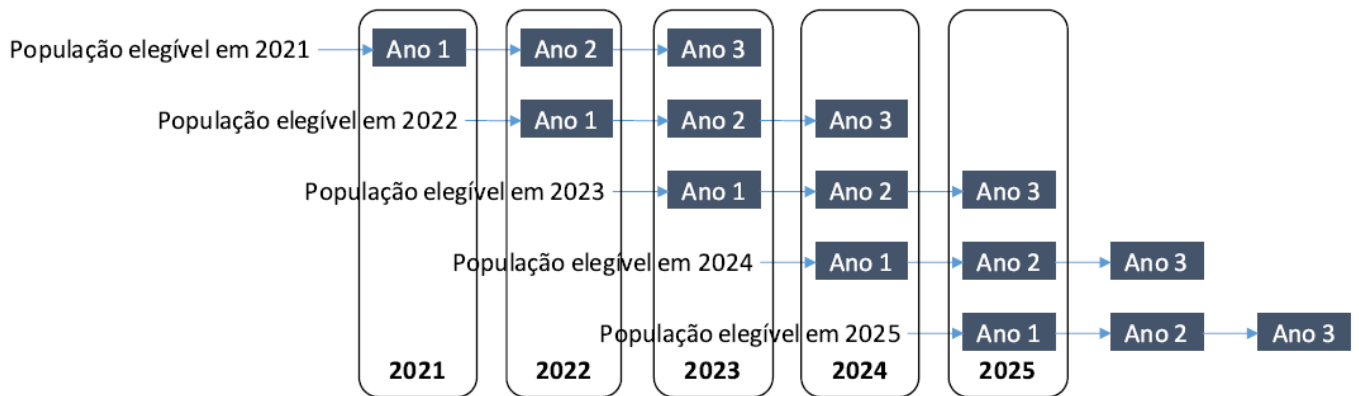 População elegível em 2021 Ano 1 Ano 2 Ano 3
População elegível em 2022 Ano 1 Ano 2 Ano 3
População elegível em 2023 Ano 1 Ano 2 Ano 3
População elegível em 2024 Ano 1 Ano 2 Ano 3
População elegível em 2025 Ano 1 Ano 2 Ano 3
2021 2022 2023 2024 2025